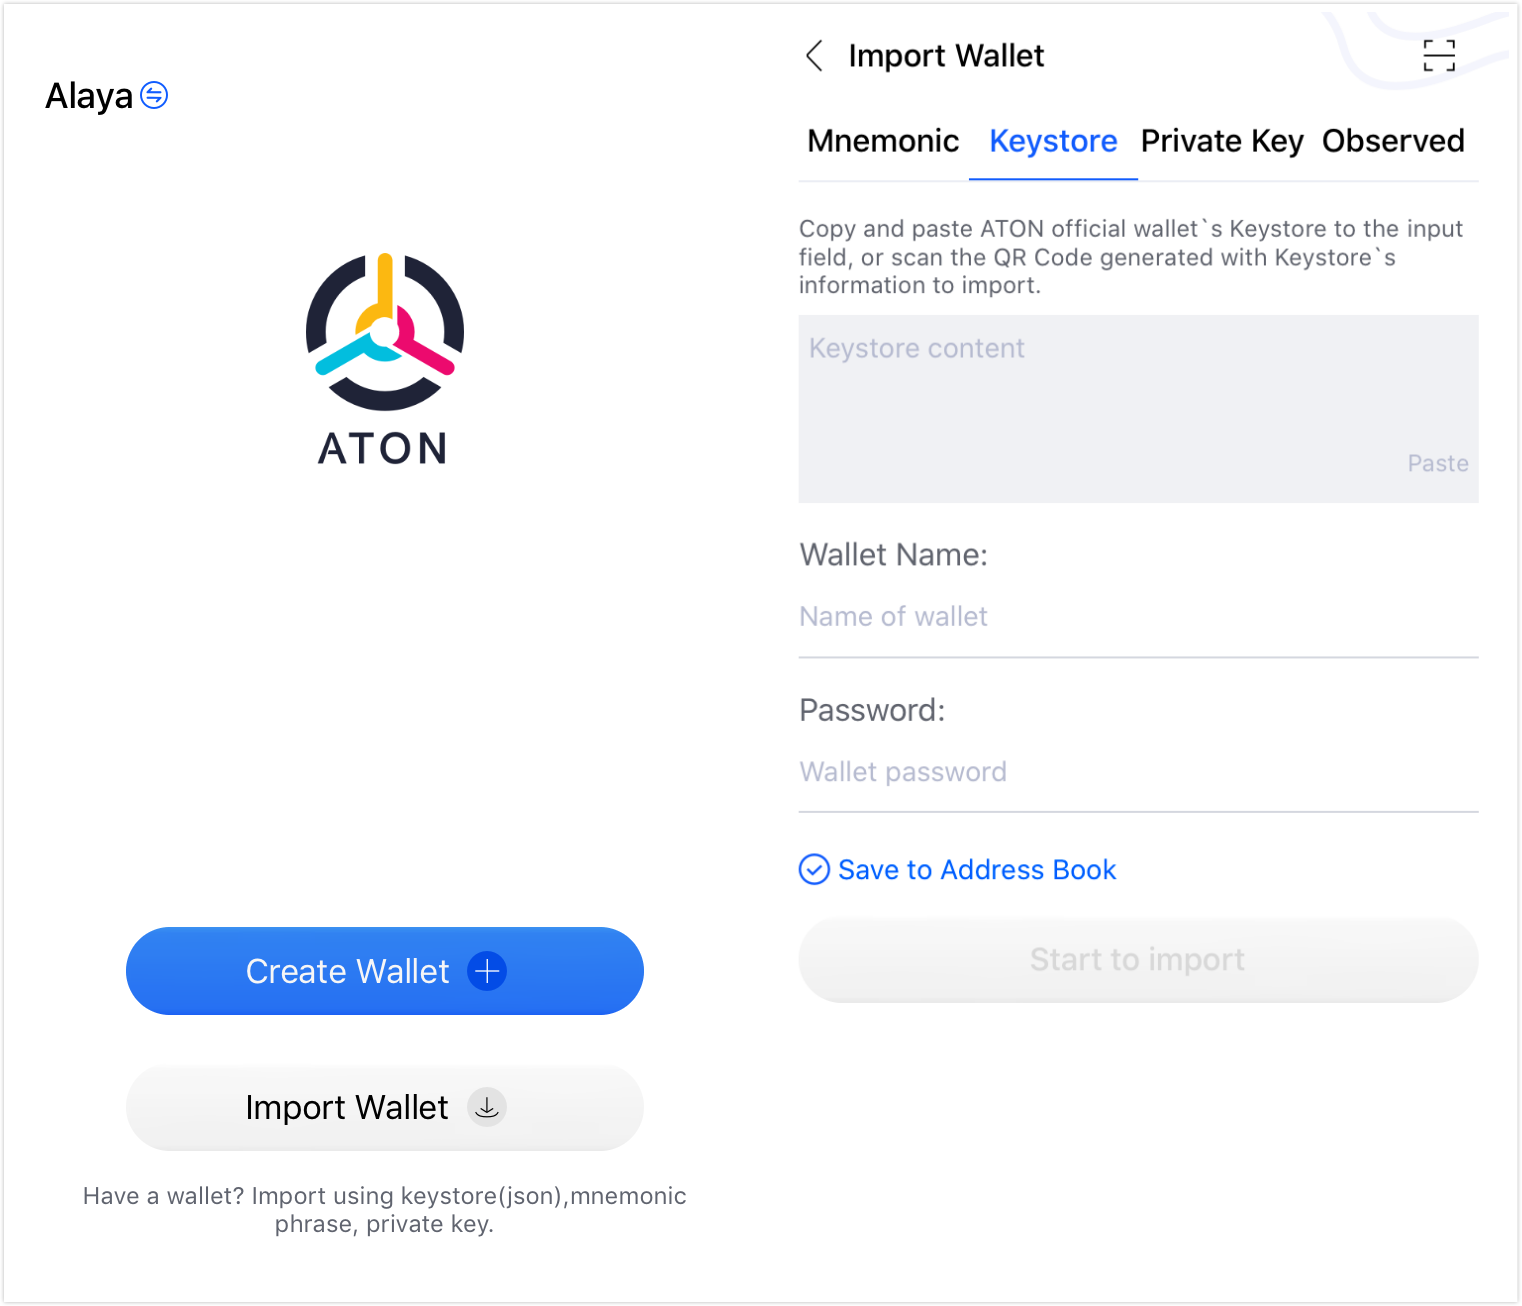 Alaya
ATON
Create Wallet
Import Wallet
Have a wallet? Import using keystore(json),mnemonic
phrase, private key.
Import Wallet
Mnemonic Keystore Private Key Observed
Copy and paste ATON official wallet`s Keystore to the input
field, or scan the QR Code generated with Keystore`s
information to import.
Keystore content
Paste
Wallet Name:
Name of wallet
Password:
Wallet password
Save to Address Book
Start to import